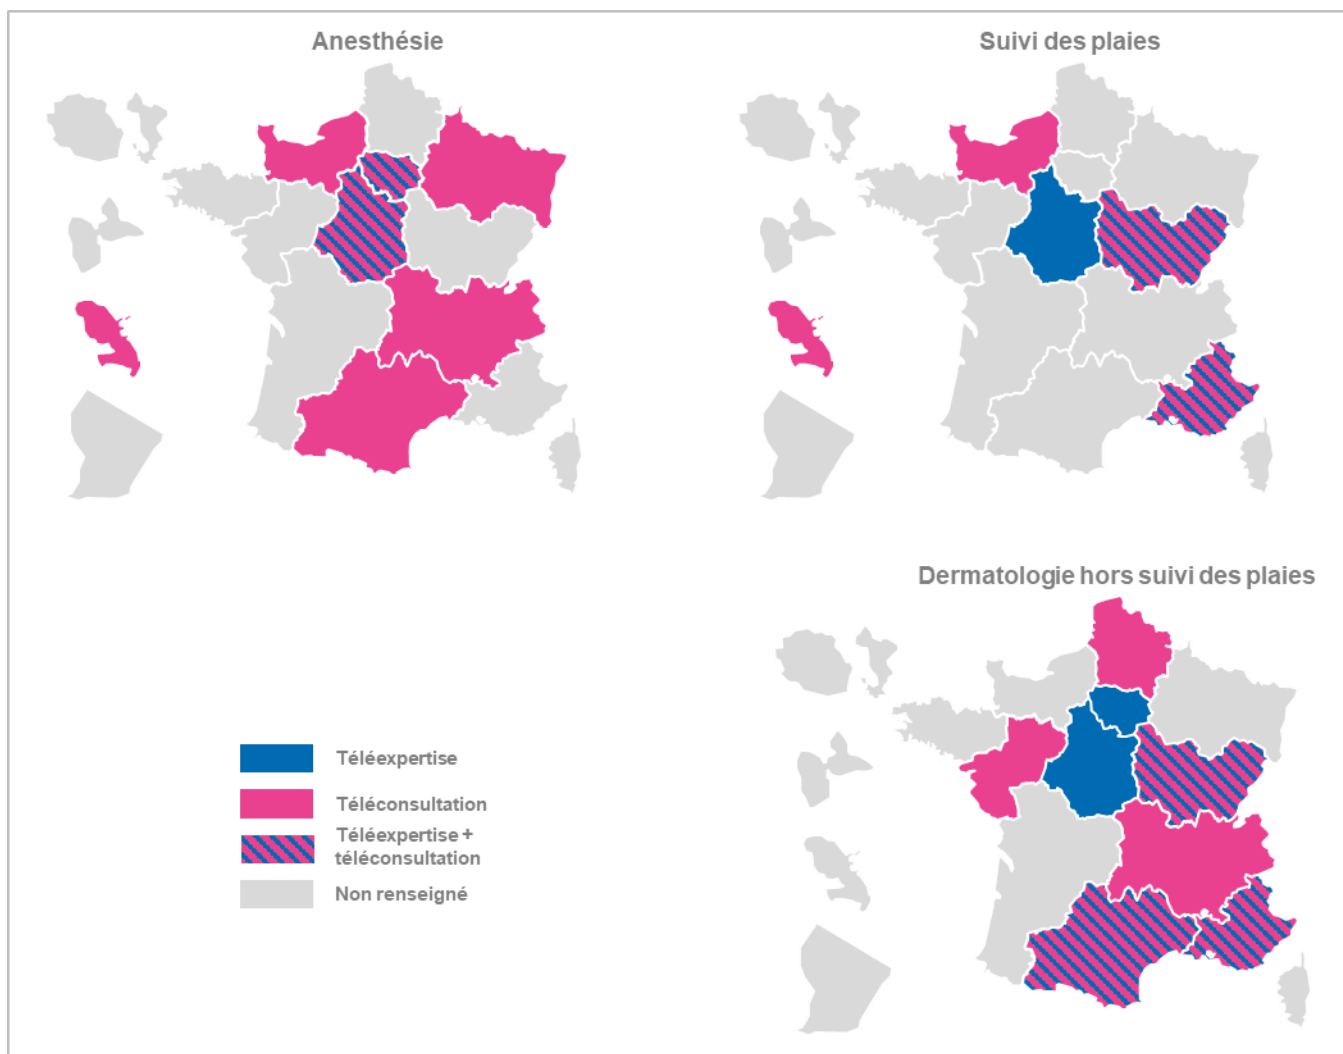 Anesthésie
Suivi des plaies
Dermatologie hors suivi des plaies
Téléexpertise
Téléconsultation
Téléexpertise +
téléconsultation
Non renseigné